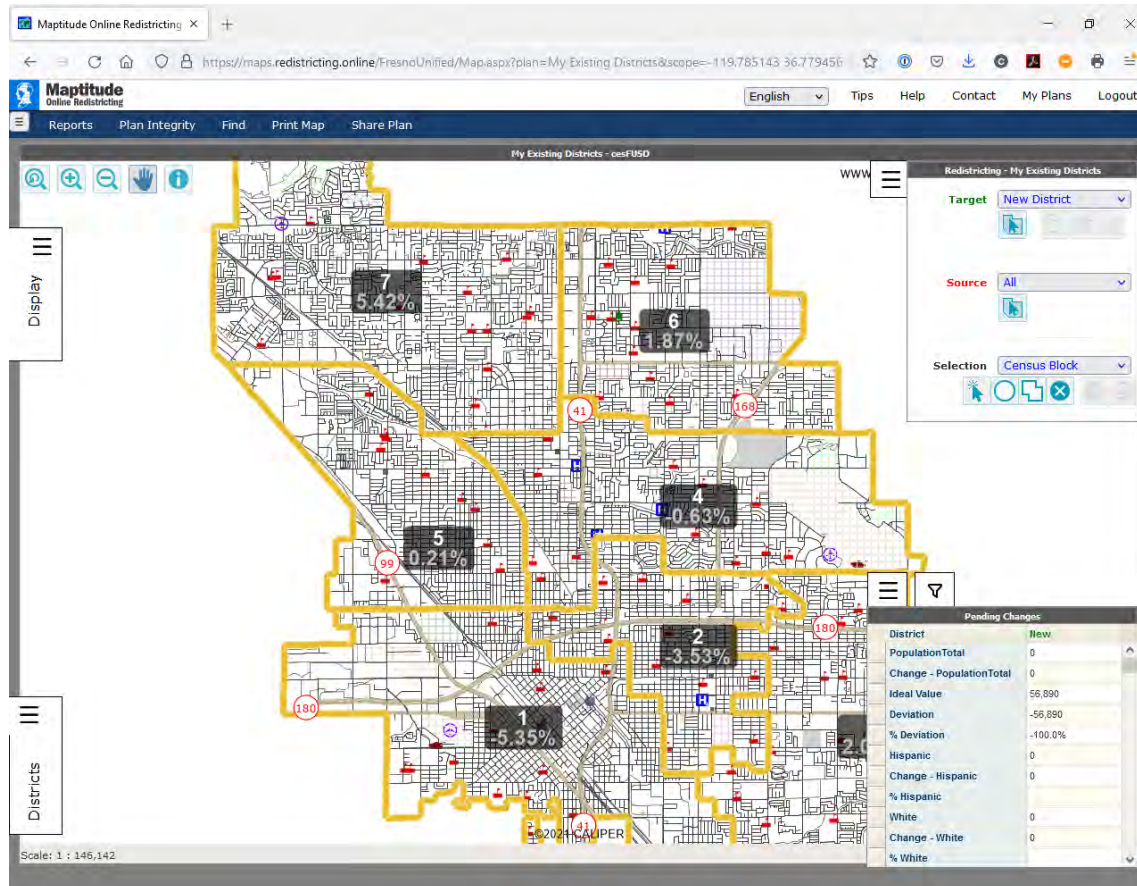 Maptitude Online Redistricting ×
+
https://maps.redistricting.online/FresnoUnified/Map.aspx?plan=My Existing Districts&scope=-119.785143 36.779456
Maptitude
Online Redistricting
English
Tips
Help
Contact
My Plans
Logout
Reports
Plan Integrity
Find
Print Map
Share Plan
My Existing Districts - cesFUSD
www
Redistricting - My Existing Districts
Target
New District
Source
All
Selection
Census Block
Display
Districts
7
5.42%
6
1.87%
41
168
4
0.63%
5
0.21%
99
2
-3.53%
180
180
1
5.35%
2.0
41
©2021 CALIPER
Scale: 1 : 146,142
Pending Changes
District New
PopulationTotal 0
Change - PopulationTotal 0
Ideal Value 56,890
Deviation -56,890
% Deviation -100.0%
Hispanic 0
Change - Hispanic 0
% Hispanic
White 0
Change - White 0
% White